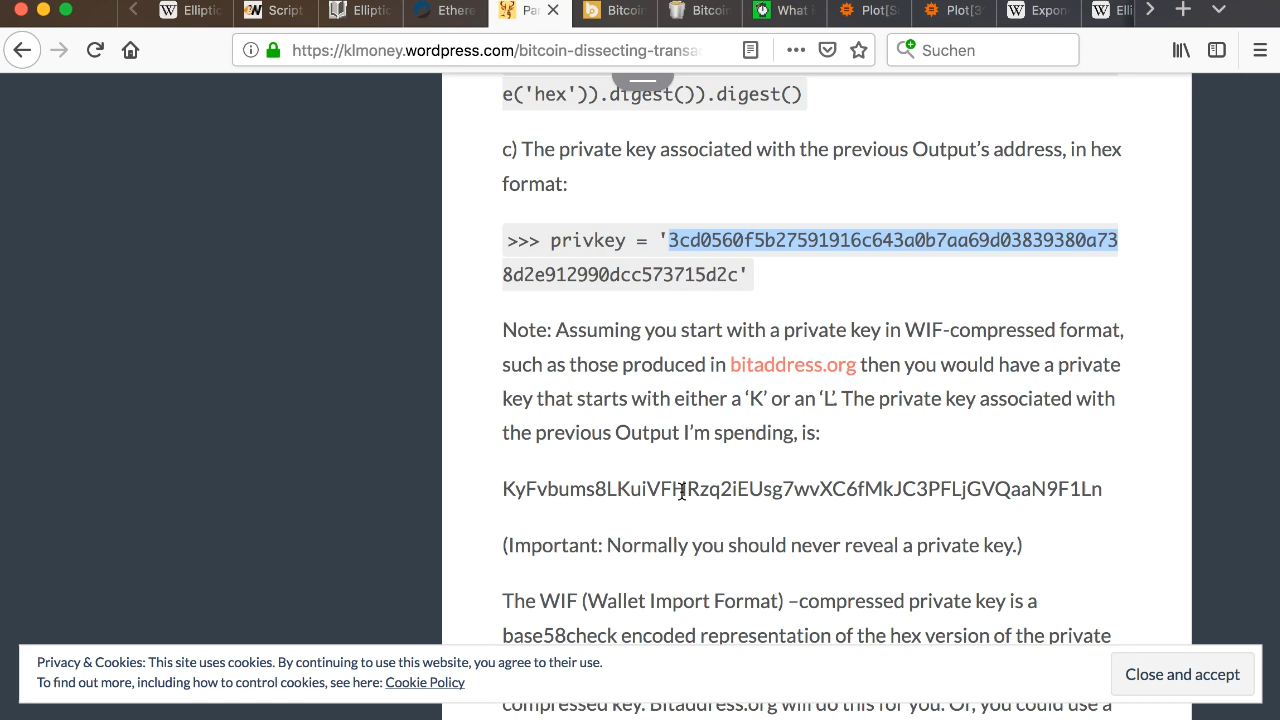 Elliptic
Script
Elliptic
Ethere
Par
Bitcoin
Bitcoin
What i
Plot[S
Plot[3
Expon
Elli
https://klmoney.wordpress.com/bitcoin-dissecting-transac
Suchen
e('hex')).digest()).digest()
c) The private key associated with the previous Output’s address, in hex
format:
>>> privkey = '3cd0560f5b27591916c643a0b7aa69d03839380a73
8d2e912990dcc573715d2c'
Note: Assuming you start with a private key in WIF-compressed format,
such as those produced in bitaddress.org then you would have a private
key that starts with either a ‘K’ or an ‘L’. The private key associated with
the previous Output I’m spending, is:
KyFvbums8LKuiVFHRzq2iEUsg7wvXC6fMkJC3PFLjGVQaaN9F1Ln
(Important: Normally you should never reveal a private key.)
The WIF (Wallet Import Format) –compressed private key is a
base58check encoded representation of the hex version of the private
Privacy & Cookies: This site uses cookies. By continuing to use this website, you agree to their use.
To find out more, including how to control cookies, see here: Cookie Policy
Close and accept
compressed key. Bitaddress.org will do this for you. Or, you could use a